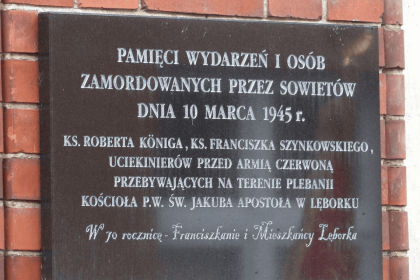 PAMIĘCI WYDARZEŃ I OSÓB
ZAMORDOWANYCH PRZEZ SOWIETÓW
DNIA 10 MARCA 1945 r.
KS. ROBERTA KÖNIGA, KS. FRANCISZKA SZYNKOWSKIEGO,
UCIEKINIERÓW PRZED ARMIĄ CZERWONĄ
PRZEBYWAJĄCYCH NA TERENIE PLEBANII
KOŚCIOŁA P.W. ŚW. JAKUBA APOSTOŁA W LĘBORKU
W 70 rocznicę - Franciszkanie i Mieszkańcy Lęborka